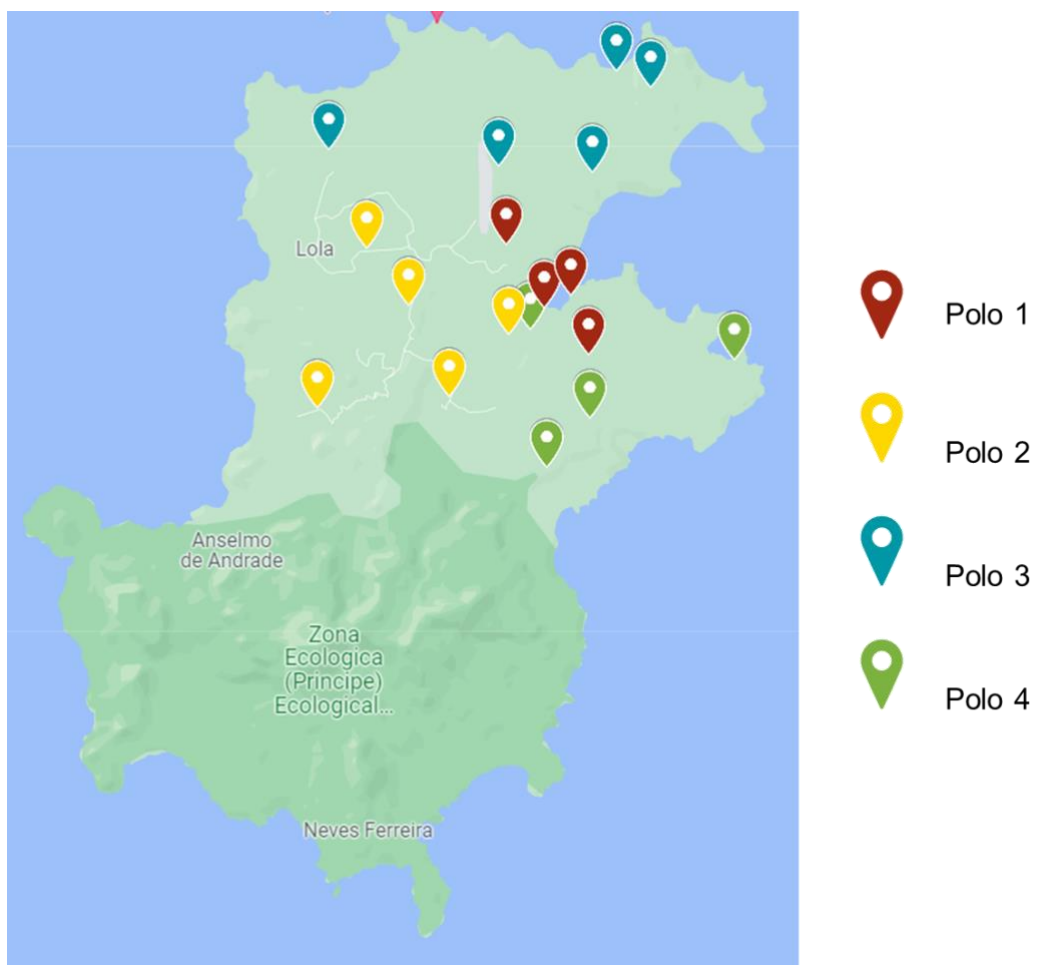 Lola
Anselmo
de Andrade
Zona
Ecologica
(Principe)
Ecological...
Neves Ferreira
Polo 1
Polo 2
Polo 3
Polo 4